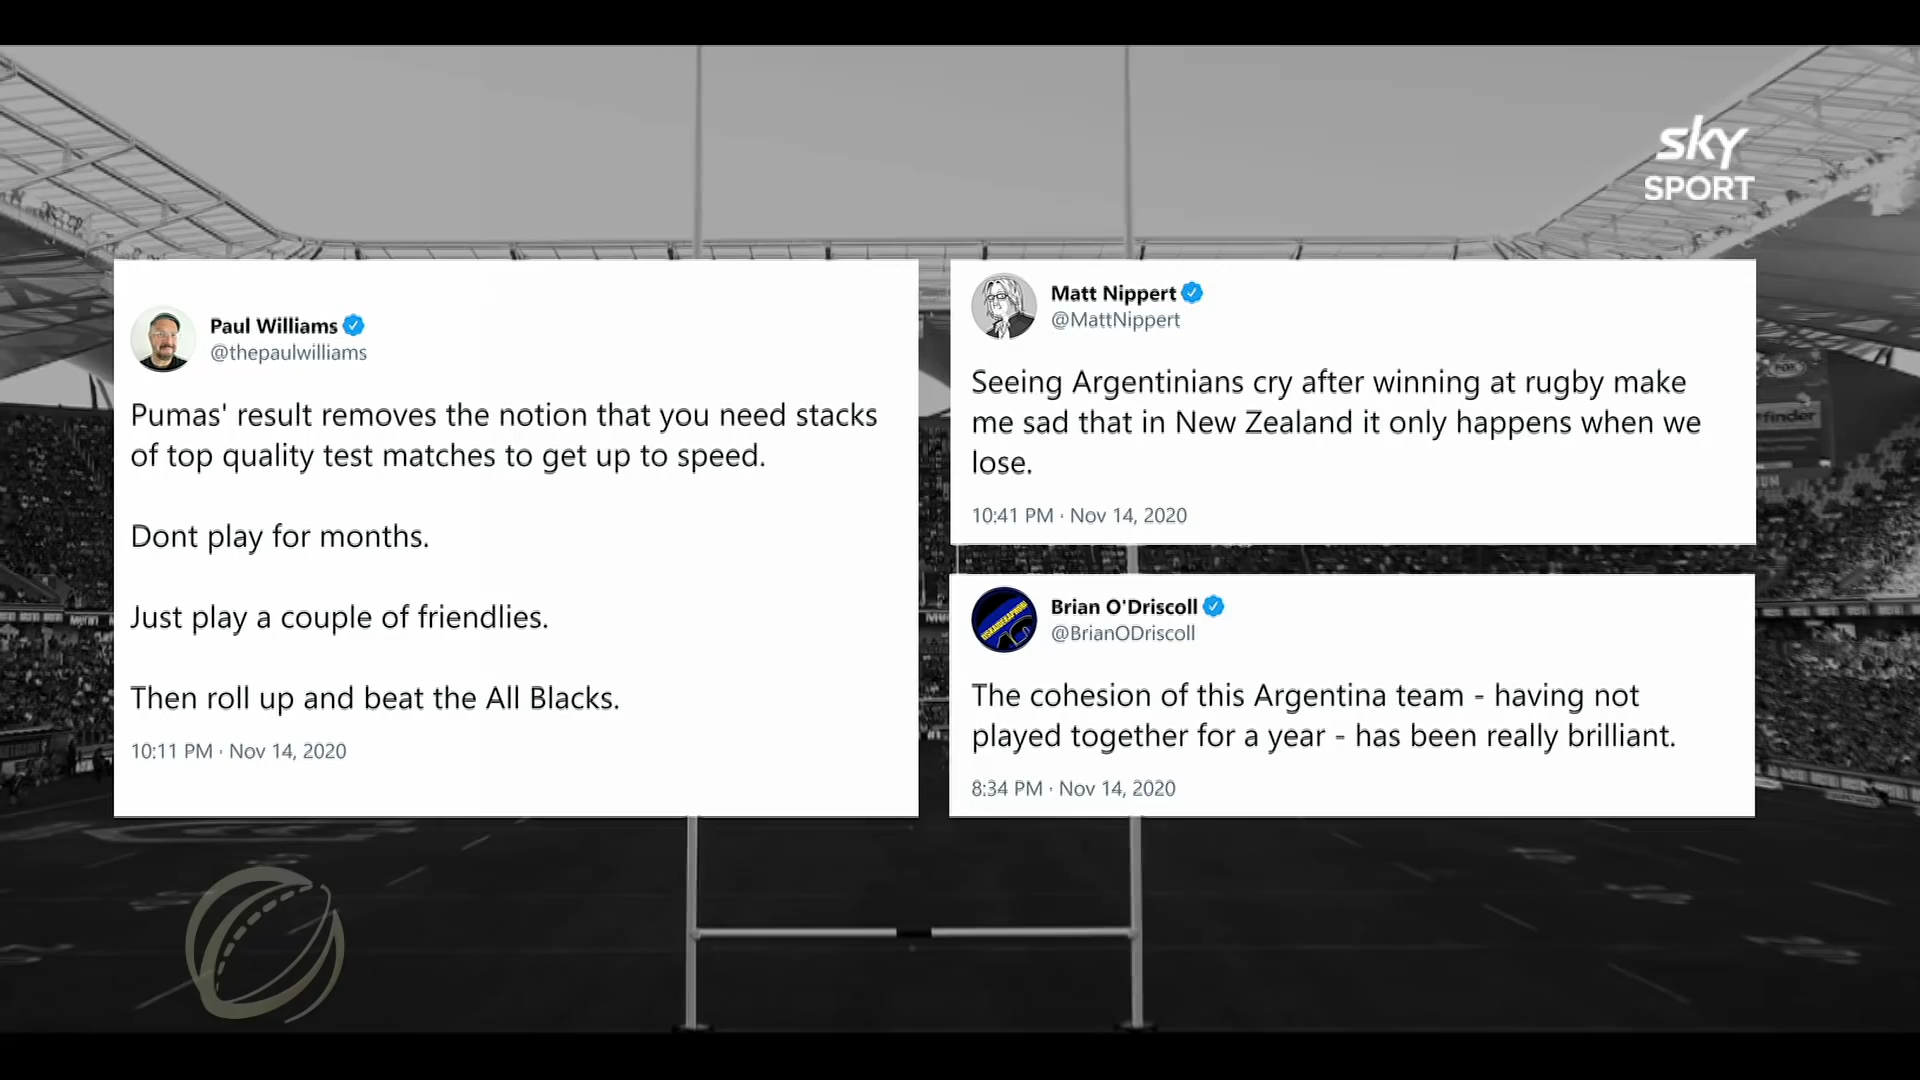 sky
SPORT
Paul Williams
@thepaulwilliams
Pumas' result removes the notion that you need stacks
of top quality test matches to get up to speed.
Dont play for months.
Just play a couple of friendlies.
Then roll up and beat the All Blacks.
10:11 PM · Nov 14, 2020
Matt Nippert
@MattNippert
Seeing Argentinians cry after winning at rugby make
me sad that in New Zealand it only happens when we
lose.
10:41 PM · Nov 14, 2020
Brian O'Driscoll
@BrianODriscoll
The cohesion of this Argentina team - having not
played together for a year - has been really brilliant.
8:34 PM · Nov 14, 2020
FOX
finder